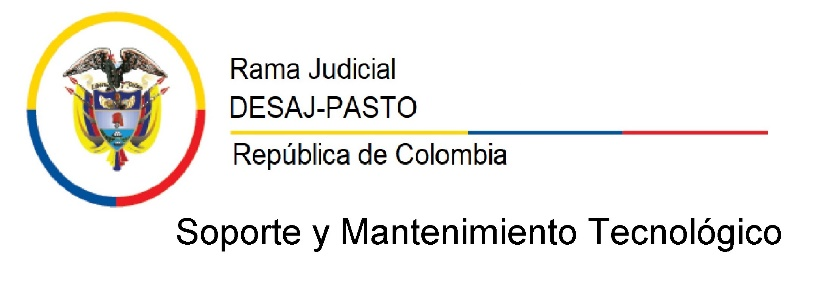 Rama Judicial
DESAJ-PASTO
República de Colombia
Soporte y Mantenimiento Tecnológico